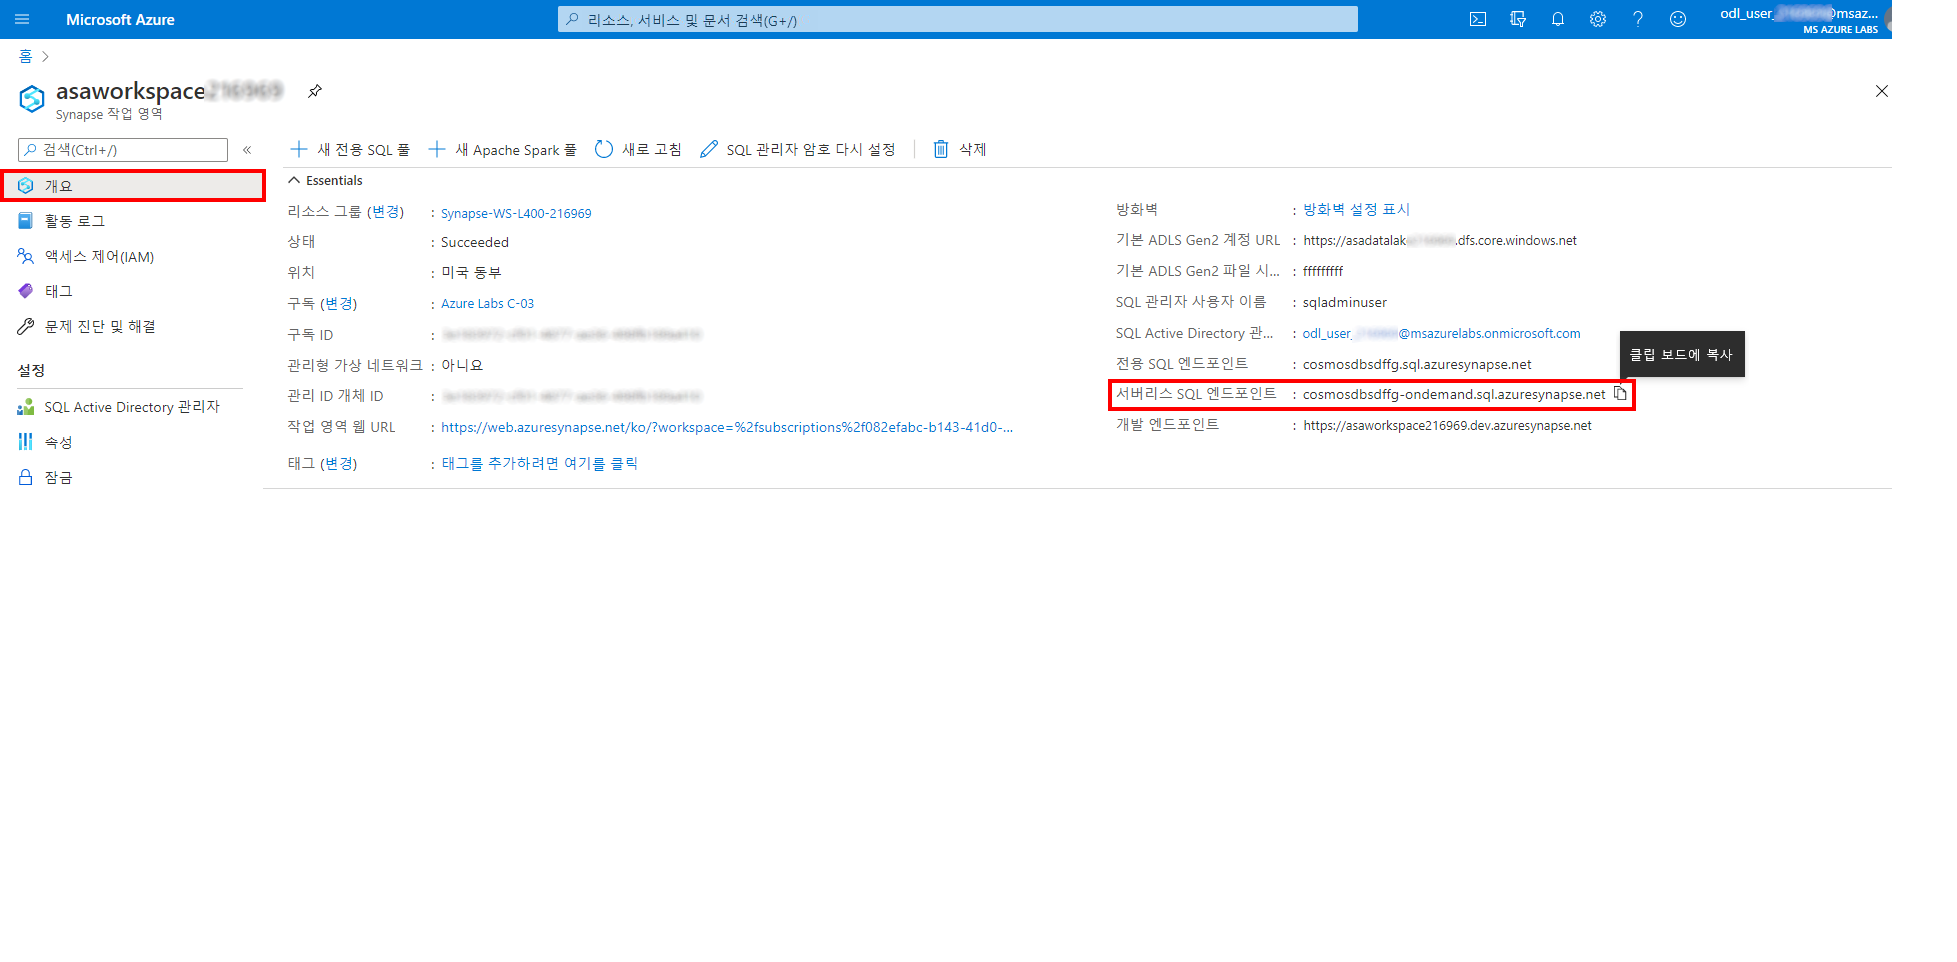 Microsoft Azure
리소스, 서비스 및 문서 검색(G+/)
odl_user_ @msaz...
MS AZURE LABS
홈
asaworkspace
Synapse 작업 영역
검색(Ctrl+/)
«
새 전용 SQL 풀
새 Apache Spark 풀
새로 고침
SQL 관리자 암호 다시 설정
삭제
개요
활동 로그
액세스 제어(IAM)
태그
문제 진단 및 해결
설정
SQL Active Directory 관리자
속성
잠금
Essentials
리소스 그룹 (변경) : Synapse-WS-L400-216969
상태 : Succeeded
위치 : 미국 동부
구독 (변경) : Azure Labs C-03
구독 ID :
관리형 가상 네트워크 : 아니요
관리 ID 개체 ID :
작업 영역 웹 URL : https://web.azuresynapse.net/ko/?workspace=%2fsubscriptions%2f082efabc-b143-41d0-...
태그 (변경) : 태그를 추가하려면 여기를 클릭
방화벽 : 방화벽 설정 표시
기본 ADLS Gen2 계정 URL : https://asadatalak .dfs.core.windows.net
기본 ADLS Gen2 파일 시... : fffffffff
SQL 관리자 사용자 이름 : sqladminuser
SQL Active Directory 관... : odl_user_ @msazurelabs.onmicrosoft.com
클립 보드에 복사
전용 SQL 엔드포인트 : cosmosdbsdffg.sql.azuresynapse.net
서버리스 SQL 엔드포인트 : cosmosdbsdffg-ondemand.sql.azuresynapse.net
개발 엔드포인트 : https://asaworkspace216969.dev.azuresynapse.net